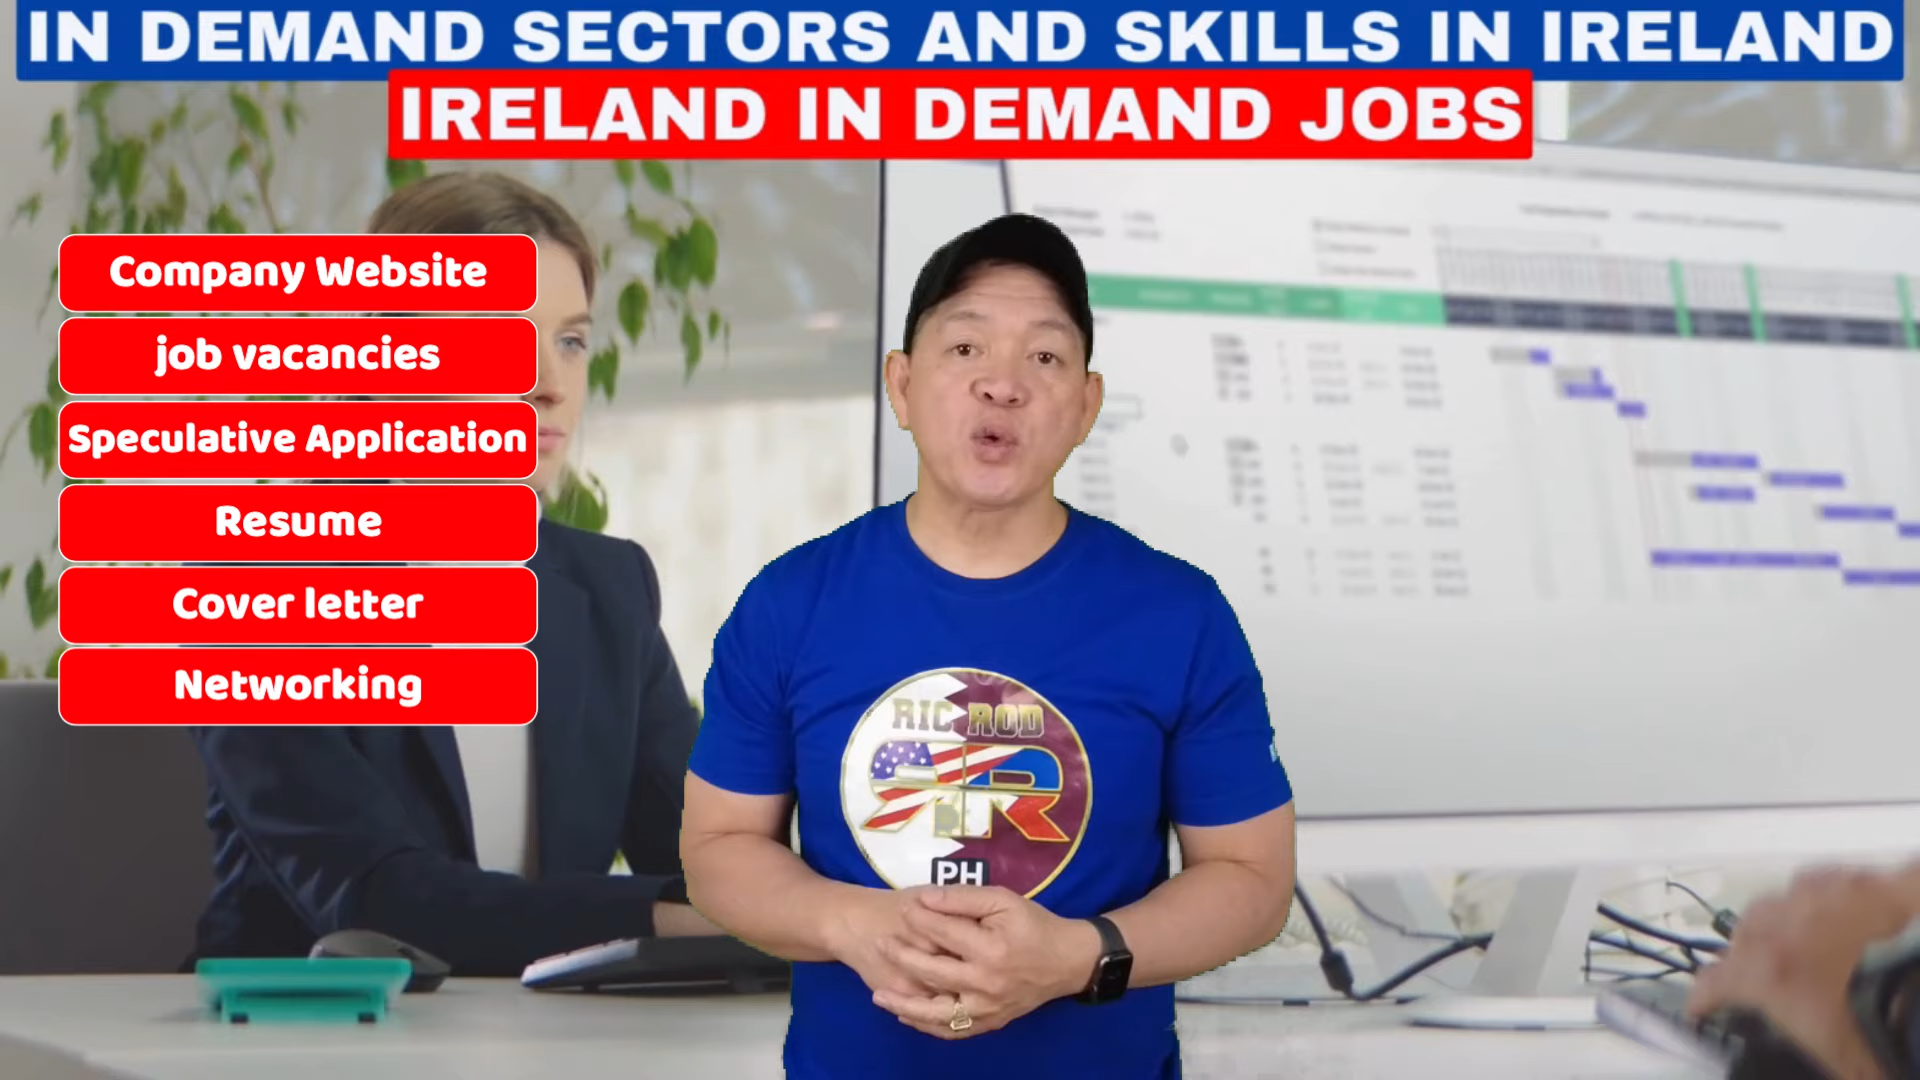 IN DEMAND SECTORS AND SKILLS IN IRELAND
IRELAND IN DEMAND JOBS
Company Website
job vacancies
Speculative Application
Resume
Cover letter
Networking
RIC ROD
RR
PH